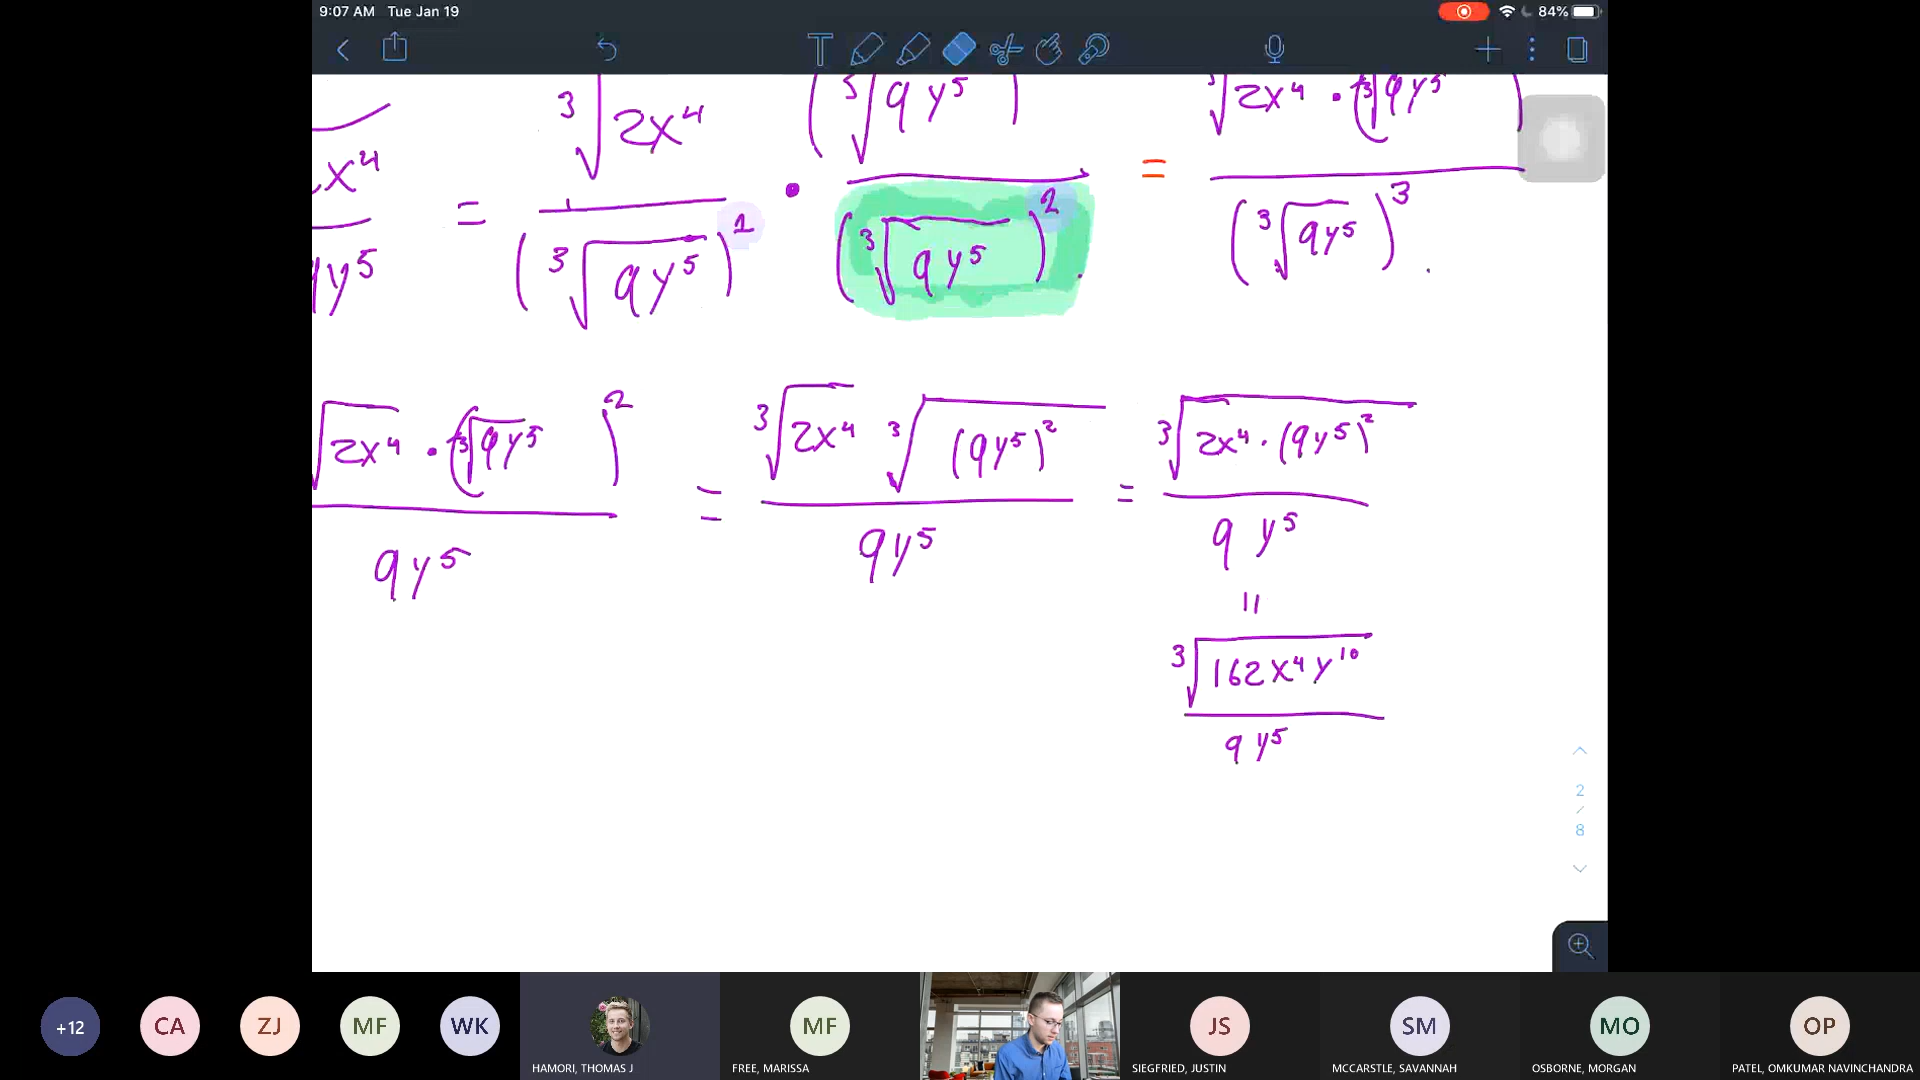 9:07 AM Tue Jan 19 84%
x⁴ / y⁵ = ∛2x⁴ / (∛9y⁵)¹ · (∛9y⁵) / (∛9y⁵)² = ∛2x⁴ · (∛9y⁵) / (∛9y⁵)³
√2x⁴ · (∛9y⁵)² / 9y⁵ = ∛2x⁴ ∛(9y⁵)² / 9y⁵ = ∛2x⁴ · (9y⁵)² / 9y⁵
||
∛162x⁴y¹⁰ / 9y⁵
2
/
8
+12
CA
ZJ
MF
WK
HAMORI, THOMAS J
MF
FREE, MARISSA
JS
SIEGFRIED, JUSTIN
SM
MCCARSTLE, SAVANNAH
MO
OSBORNE, MORGAN
OP
PATEL, OMKUMAR NAVINCHANDRA